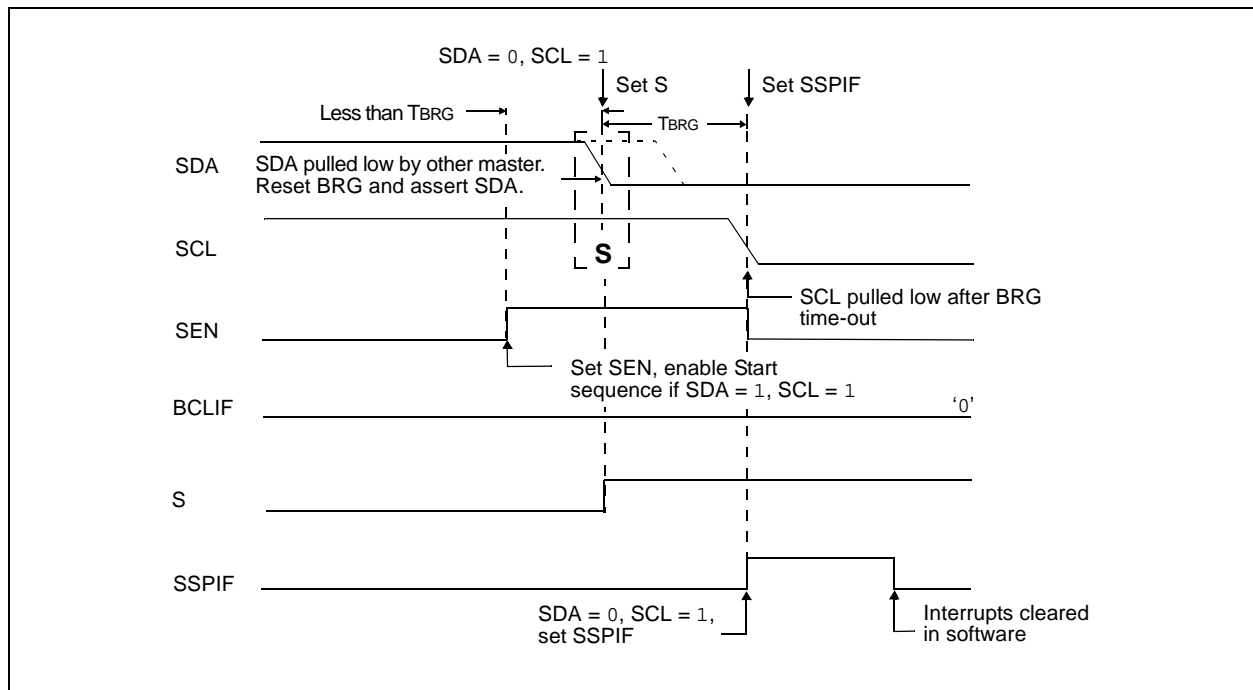 SDA = 0, SCL = 1
Set S
Set SSPIF
Less than TBRG
TBRG
SDA
SDA pulled low by other master.
Reset BRG and assert SDA.
SCL
S
SCL pulled low after BRG
time-out
SEN
Set SEN, enable Start
sequence if SDA = 1, SCL = 1
BCLIF
‘0’
S
SSPIF
SDA = 0, SCL = 1,
set SSPIF
Interrupts cleared
in software